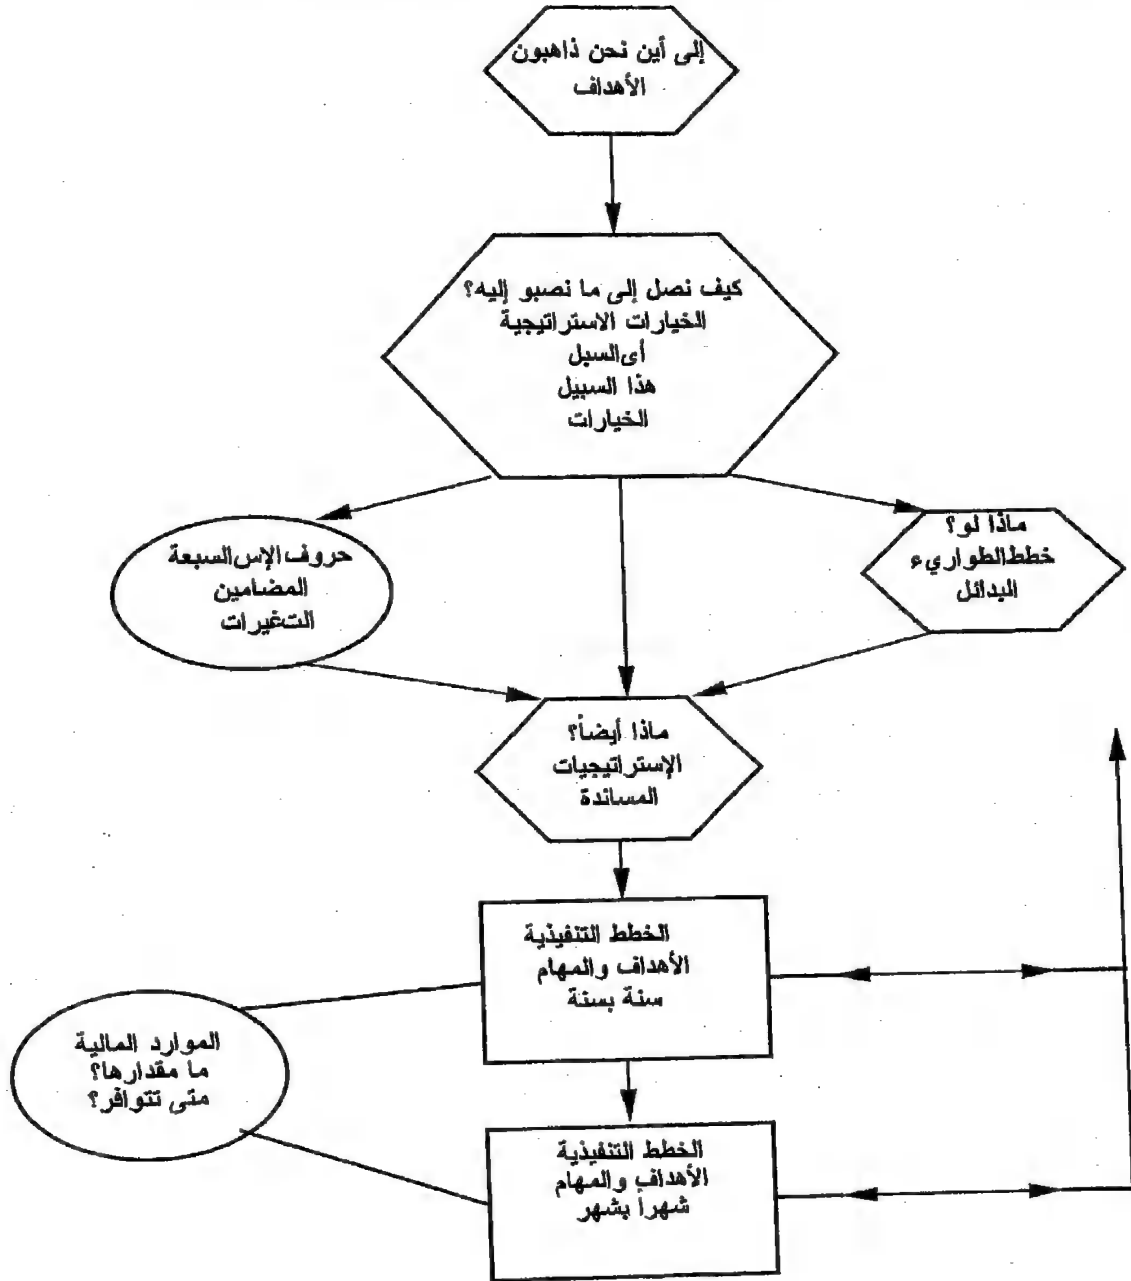 إلى أين نحن ذاهبون
الأهداف
كيف نصل إلى ما نصبو إليه؟
الخيارات الاستراتيجية
أى السبل
هذا السبيل
الخيارات
ماذا لو؟
خطط الطواريء
البدائل
حروف الإس السبعة
المضامين
التغيرات
ماذا أيضاً؟
الإستراتيجيات
المساندة
الخطط التنفيذية
الأهداف والمهام
سنة بسنة
الموارد المالية
ما مقدارها؟
متى تتوافر؟
الخطط التنفيذية
الأهداف والمهام
شهراً بشهر